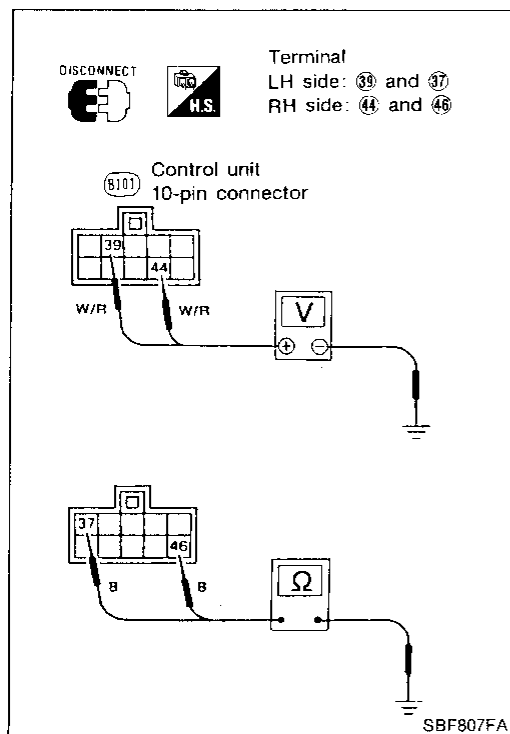 DISCONNECT
H.S.
Terminal
LH side: 39 and 37
RH side: 44 and 46
B101
Control unit
10-pin connector
39
44
W/R
W/R
V
+ −
37
46
B
B
Ω
SBF807FA